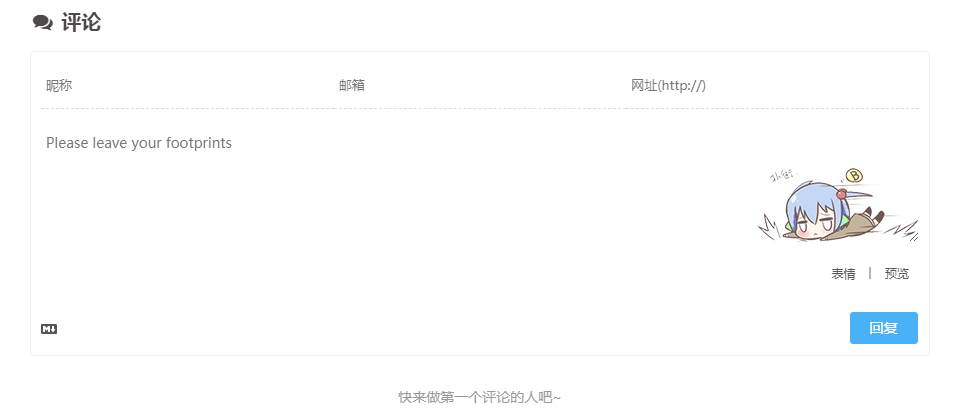 评论
昵称 邮箱 网址(http://)
Please leave your footprints
B
表情 | 预览
M↓ 回复
快来做第一个评论的人吧~